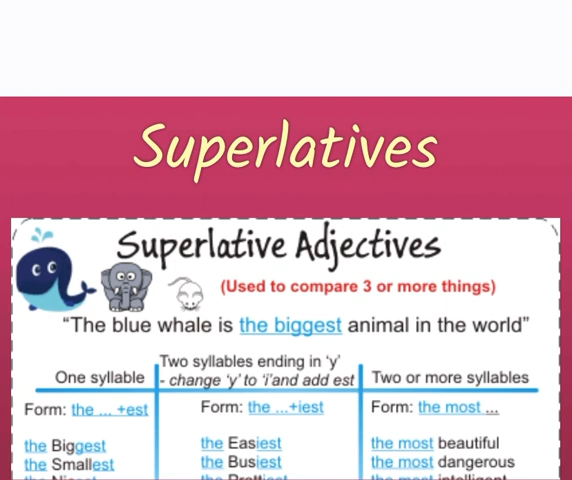 Superlatives
Superlative Adjectives
(Used to compare 3 or more things)
“The blue whale is the biggest animal in the world”
One syllable
Two syllables ending in ‘y’
- change ‘y’ to ‘i’and add est
Two or more syllables
Form: the ... +est
Form: the ...+iest
Form: the most ...
the Biggest
the Easiest
the most beautiful
the Smallest
the Busiest
the most dangerous